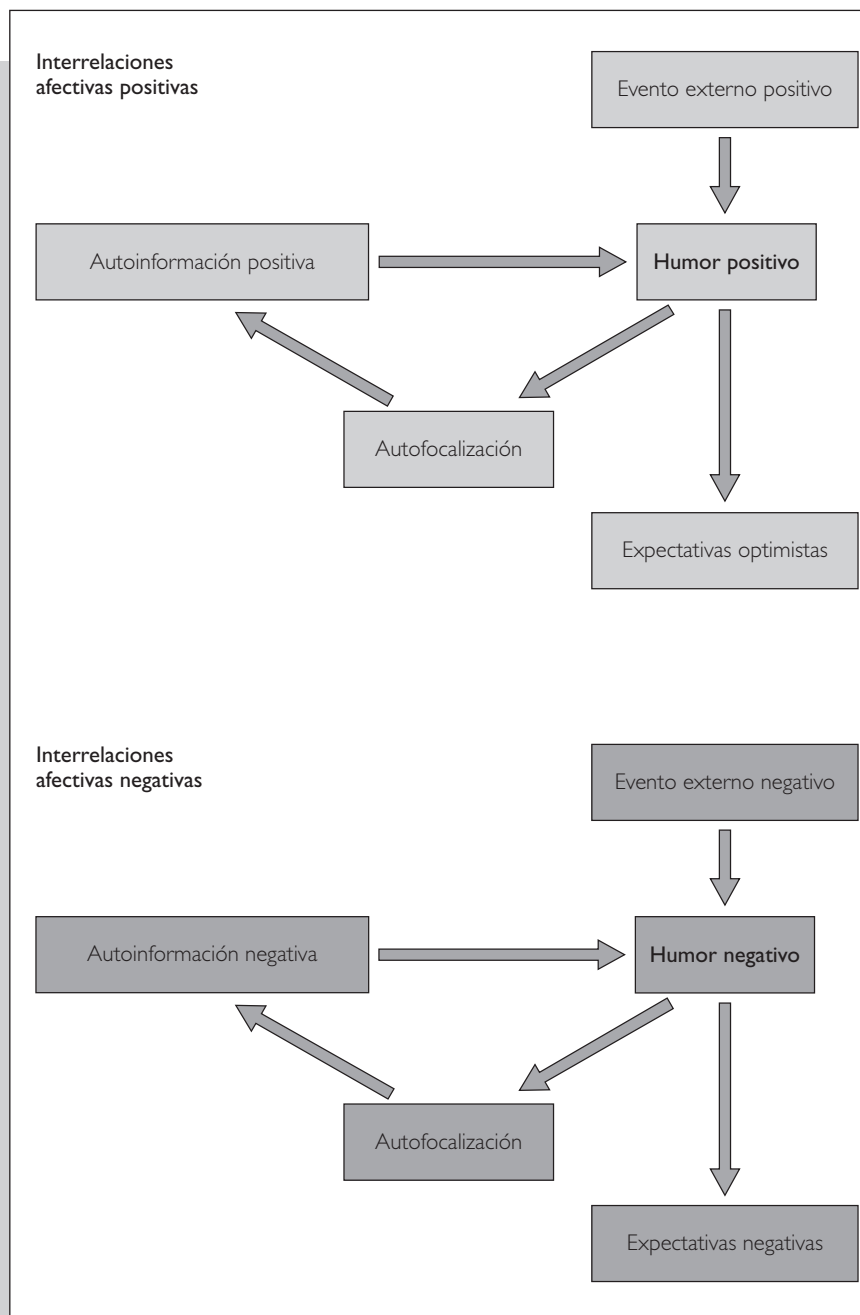 Interrelaciones
afectivas positivas
Evento externo positivo
Autoinformación positiva
Humor positivo
Autofocalización
Expectativas optimistas
Interrelaciones
afectivas negativas
Evento externo negativo
Autoinformación negativa
Humor negativo
Autofocalización
Expectativas negativas